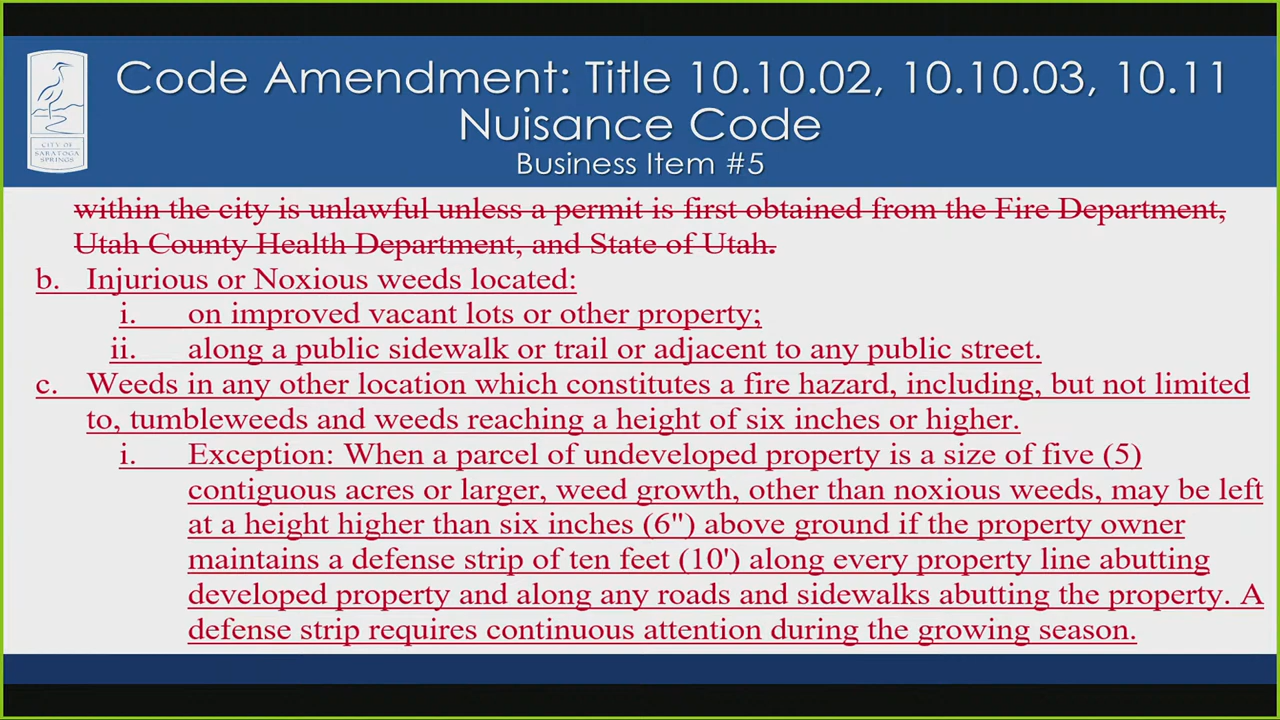 CITY OF
SARATOGA
SPRINGS
Code Amendment: Title 10.10.02, 10.10.03, 10.11
Nuisance Code
Business Item #5
within the city is unlawful unless a permit is first obtained from the Fire Department,
Utah County Health Department, and State of Utah.
b. Injurious or Noxious weeds located:
i. on improved vacant lots or other property;
ii. along a public sidewalk or trail or adjacent to any public street.
c. Weeds in any other location which constitutes a fire hazard, including, but not limited
to, tumbleweeds and weeds reaching a height of six inches or higher.
i. Exception: When a parcel of undeveloped property is a size of five (5)
contiguous acres or larger, weed growth, other than noxious weeds, may be left
at a height higher than six inches (6") above ground if the property owner
maintains a defense strip of ten feet (10') along every property line abutting
developed property and along any roads and sidewalks abutting the property. A
defense strip requires continuous attention during the growing season.